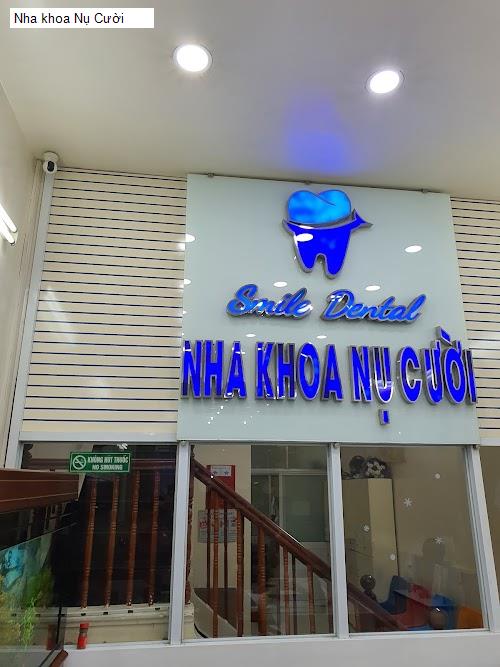 Nha khoa Nụ Cười
Smile Dental
NHA KHOA NỤ CƯỜI
KHÔNG HÚT THUỐC
NO SMOKING